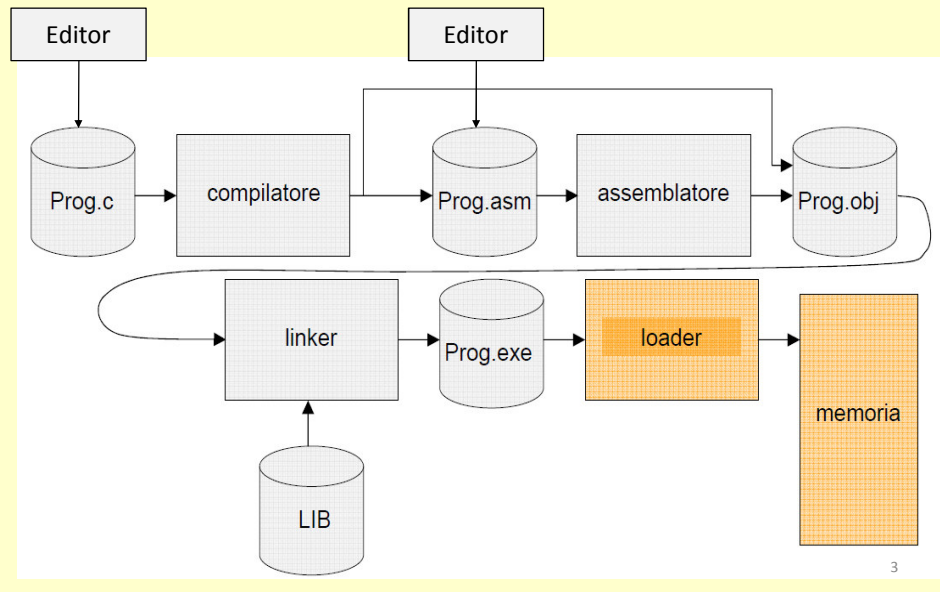 Editor
Editor
Prog.c
compilatore
Prog.asm
assemblatore
Prog.obj
linker
Prog.exe
loader
memoria
LIB
3